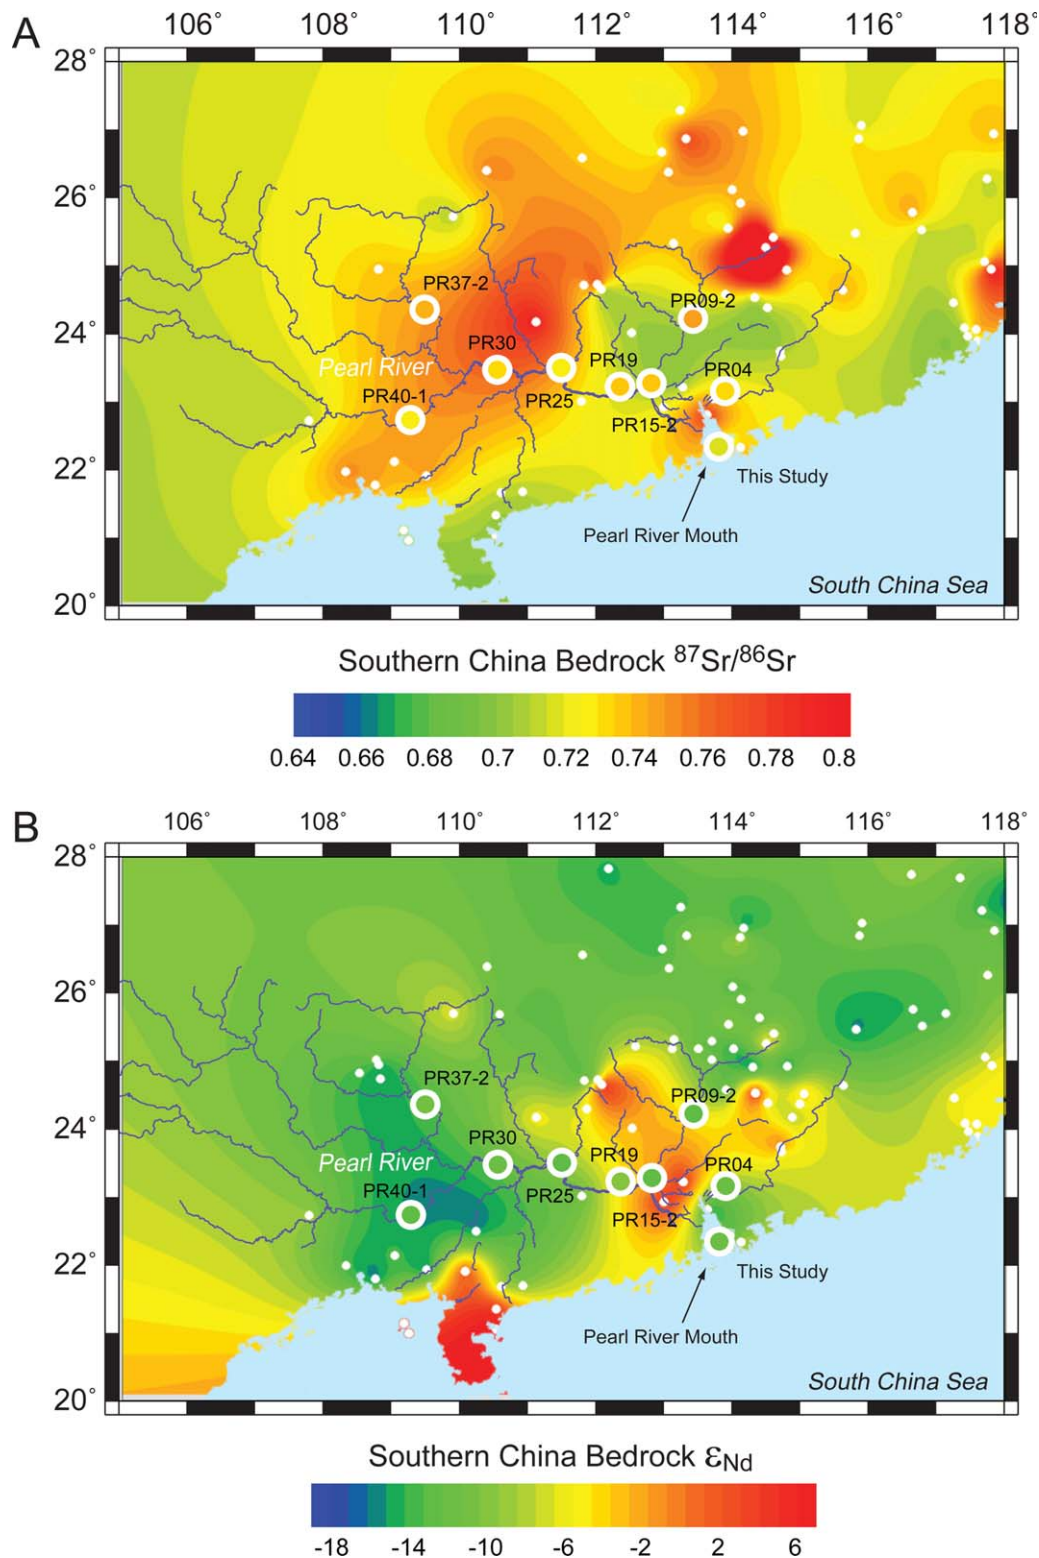 A
106° 108° 110° 112° 114° 116° 118°
28°
26°
PR37-2
PR09-2
24°
PR30
PR19
Pearl River
PR04
PR40-1
PR25
PR15-2
22°
This Study
Pearl River Mouth
20°
South China Sea
Southern China Bedrock ⁸⁷Sr/⁸⁶Sr
0.64 0.66 0.68 0.7 0.72 0.74 0.76 0.78 0.8
B
106° 108° 110° 112° 114° 116° 118°
28°
26°
PR37-2
PR09-2
24°
PR30
PR19
Pearl River
PR04
PR40-1
PR25
PR15-2
22°
This Study
Pearl River Mouth
South China Sea
20°
Southern China Bedrock εNd
-18 -14 -10 -6 -2 2 6